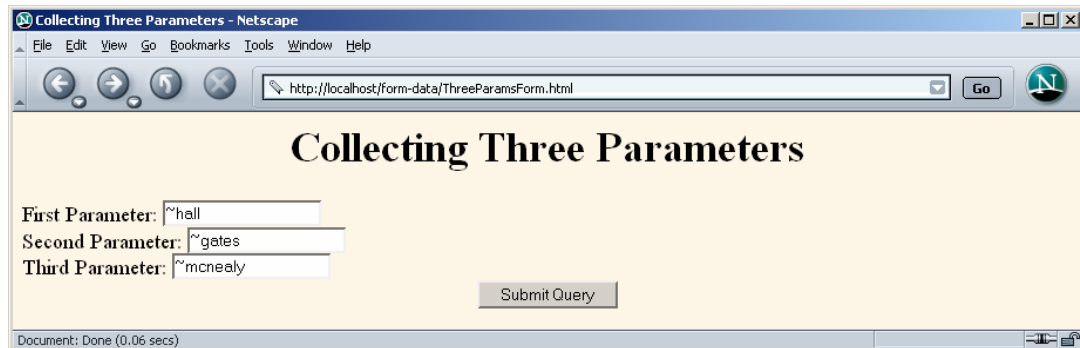 Collecting Three Parameters - Netscape
File Edit View Go Bookmarks Tools Window Help
http://localhost/form-data/ThreeParamsForm.html Go N
Collecting Three Parameters
First Parameter: ~hall
Second Parameter: ~gates
Third Parameter: ~mcnealy
Submit Query
Document: Done (0.06 secs)